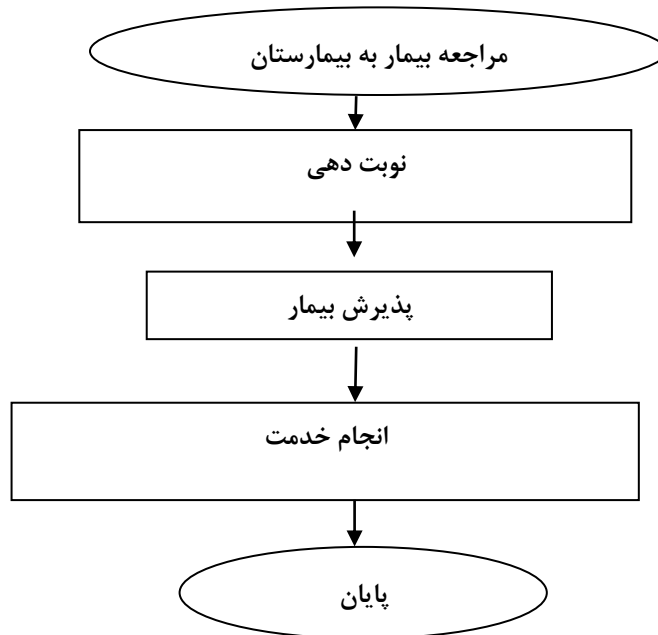 مراجعه بیمار به بیمارستان
نوبت دهی
پذیرش بیمار
انجام خدمت
پایان